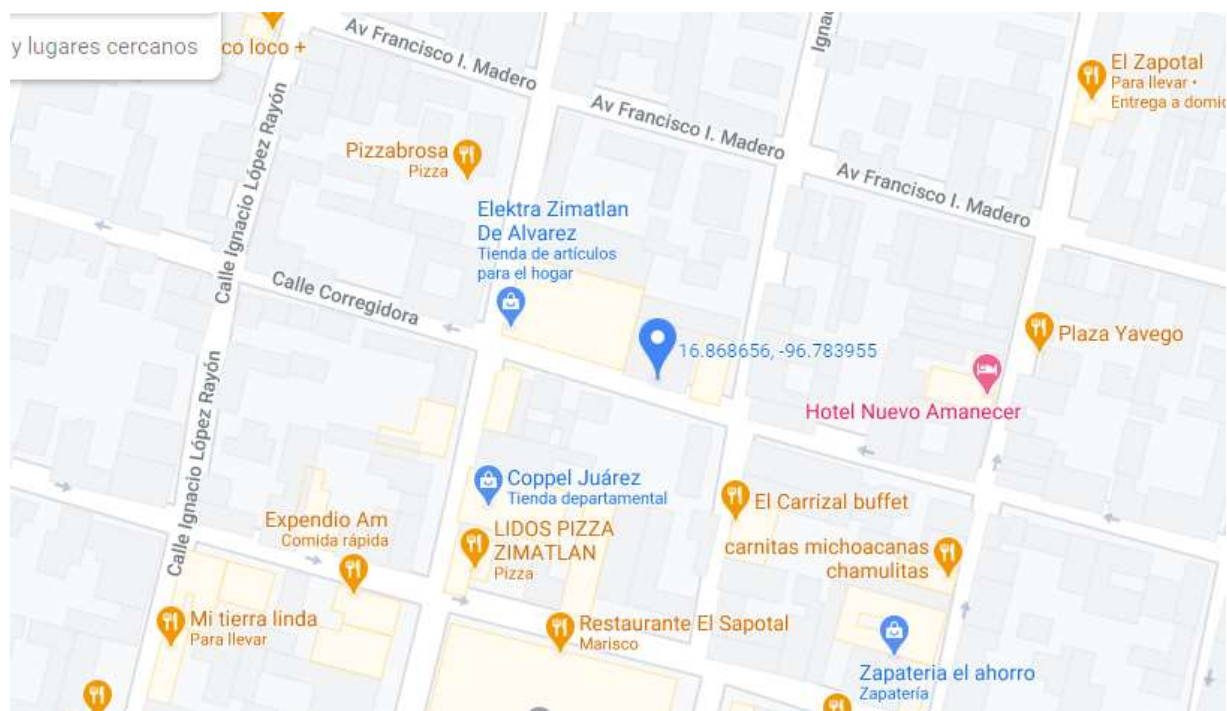 y lugares cercanos
co loco +
Av Francisco I. Madero
Av Francisco I. Madero
Av Francisco I. Madero
Igna
El Zapotal
Para llevar •
Entrega a domic
Pizzabrosa
Pizza
Calle Ignacio López Rayón
Elektra Zimatlan
De Alvarez
Tienda de artículos
para el hogar
Calle Corregidora
16.868656, -96.783955
Plaza Yavego
Hotel Nuevo Amanecer
Calle Ignacio López Rayón
Coppel Juárez
Tienda departamental
El Carrizal buffet
Expendio Am
Comida rápida
LIDOS PIZZA
ZIMATLAN
Pizza
carnitas michoacanas
chamulitas
Mi tierra linda
Para llevar
Restaurante El Sapotal
Marisco
Zapateria el ahorro
Zapatería